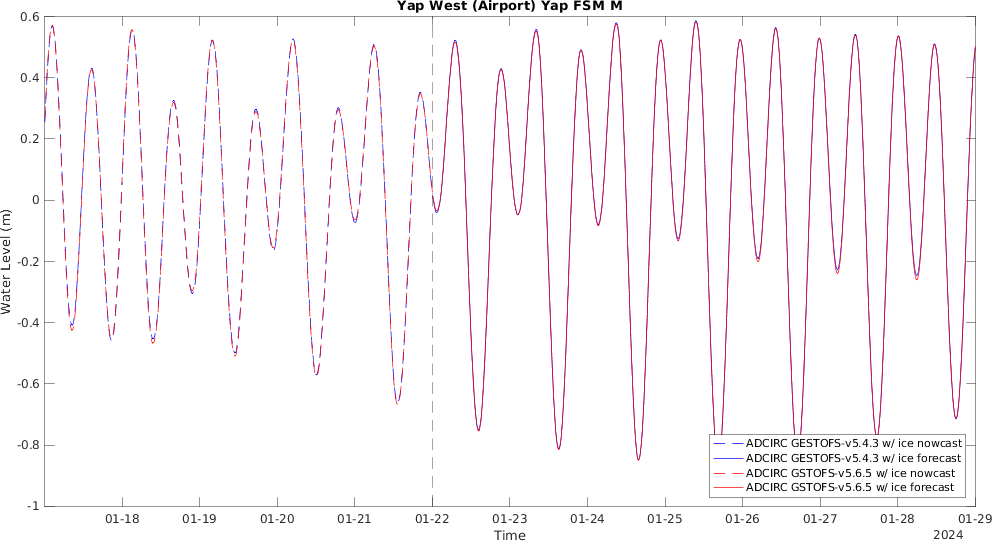 Yap West (Airport) Yap FSM M
Water Level (m)
0.6
0.4
0.2
0
-0.2
-0.4
-0.6
-0.8
-1
ADCIRC GESTOFS-v5.4.3 w/ ice nowcast
ADCIRC GESTOFS-v5.4.3 w/ ice forecast
ADCIRC GSTOFS-v5.6.5 w/ ice nowcast
ADCIRC GSTOFS-v5.6.5 w/ ice forecast
01-18 01-19 01-20 01-21 01-22 01-23 01-24 01-25 01-26 01-27 01-28 01-29
Time
2024